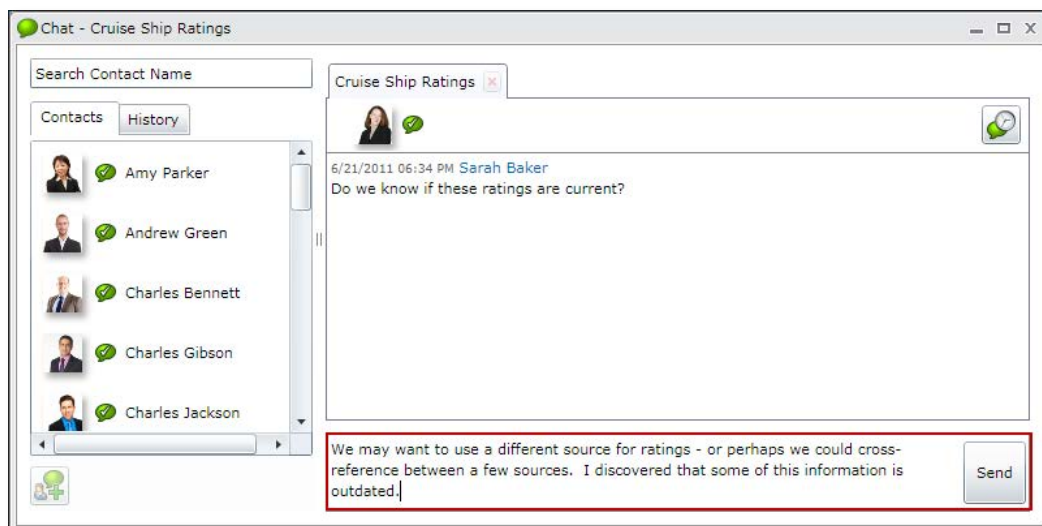 Chat - Cruise Ship Ratings
Search Contact Name
Contacts
History
Amy Parker
Andrew Green
Charles Bennett
Charles Gibson
Charles Jackson
Cruise Ship Ratings
6/21/2011 06:34 PM Sarah Baker
Do we know if these ratings are current?
We may want to use a different source for ratings - or perhaps we could cross-
reference between a few sources.  I discovered that some of this information is
outdated.
Send